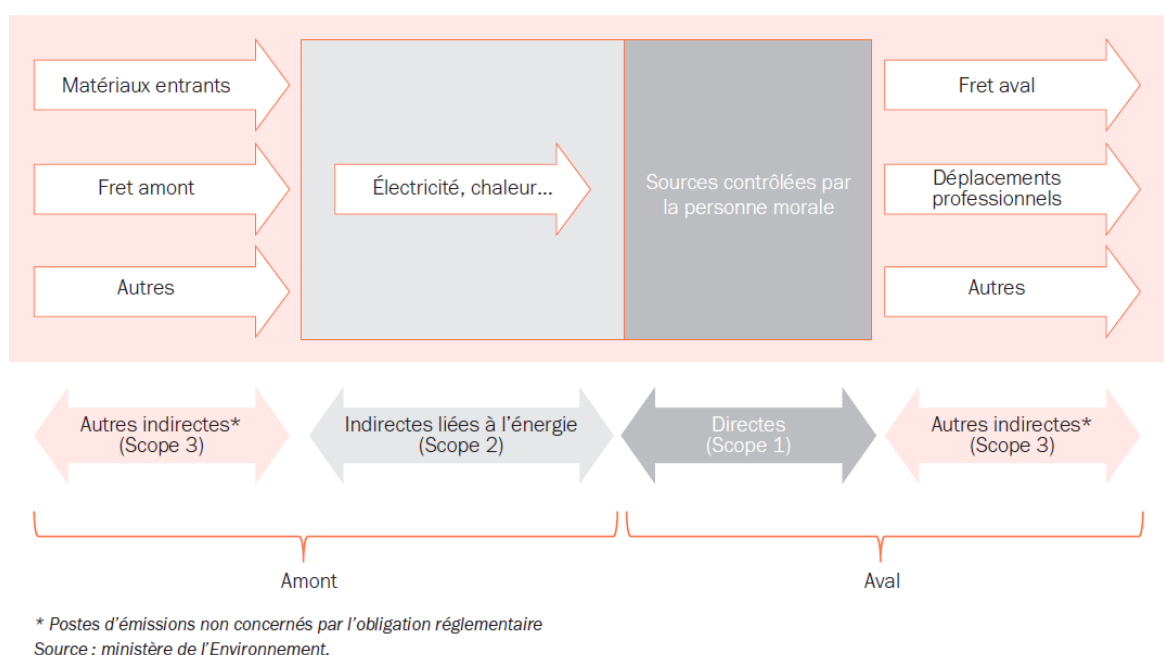 Matériaux entrants
Fret amont
Autres
Électricité, chaleur...
Sources contrôlées par
la personne morale
Fret aval
Déplacements
professionnels
Autres
Autres indirectes*
(Scope 3)
Indirectes liées à l'énergie
(Scope 2)
Directes
(Scope 1)
Autres indirectes*
(Scope 3)
Amont
Aval
* Postes d'émissions non concernés par l'obligation réglementaire
Source : ministère de l'Environnement.